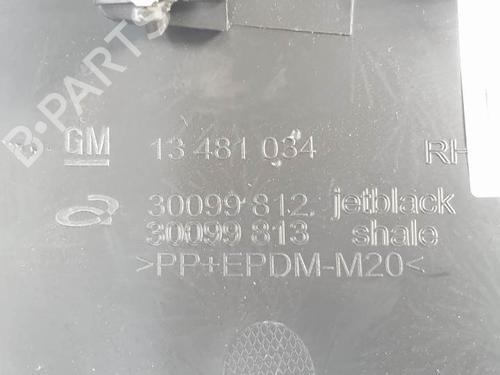 B-PARTS
GM 13 481 034 RH
30099 812 jetblack
30099 813 shale
>PP+EPDM-M20<